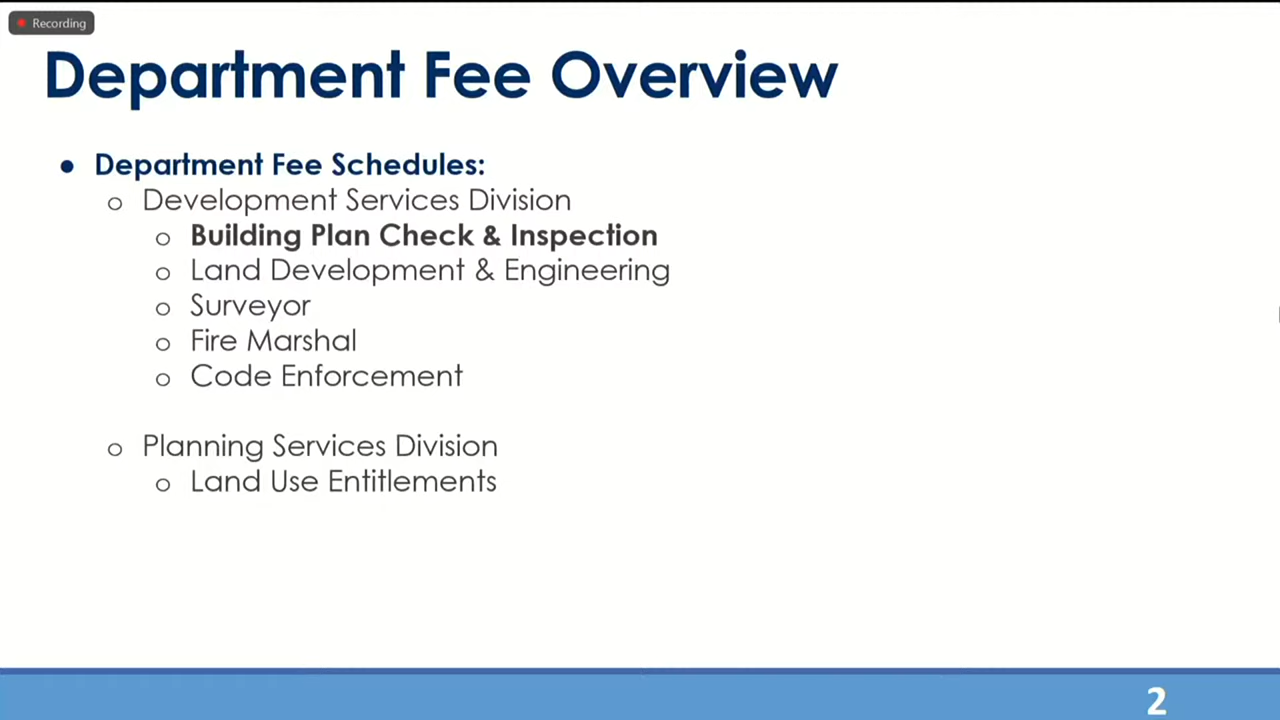 Recording
Department Fee Overview
● Department Fee Schedules:
o Development Services Division
o Building Plan Check & Inspection
o Land Development & Engineering
o Surveyor
o Fire Marshal
o Code Enforcement
o Planning Services Division
o Land Use Entitlements
2